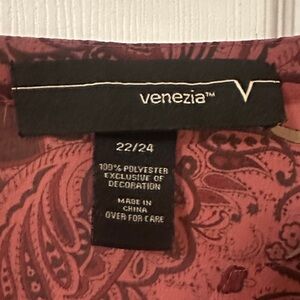 venezia™
22/24
100% POLYESTER
EXCLUSIVE OF
DECORATION
MADE IN
CHINA
OVER FOR CARE